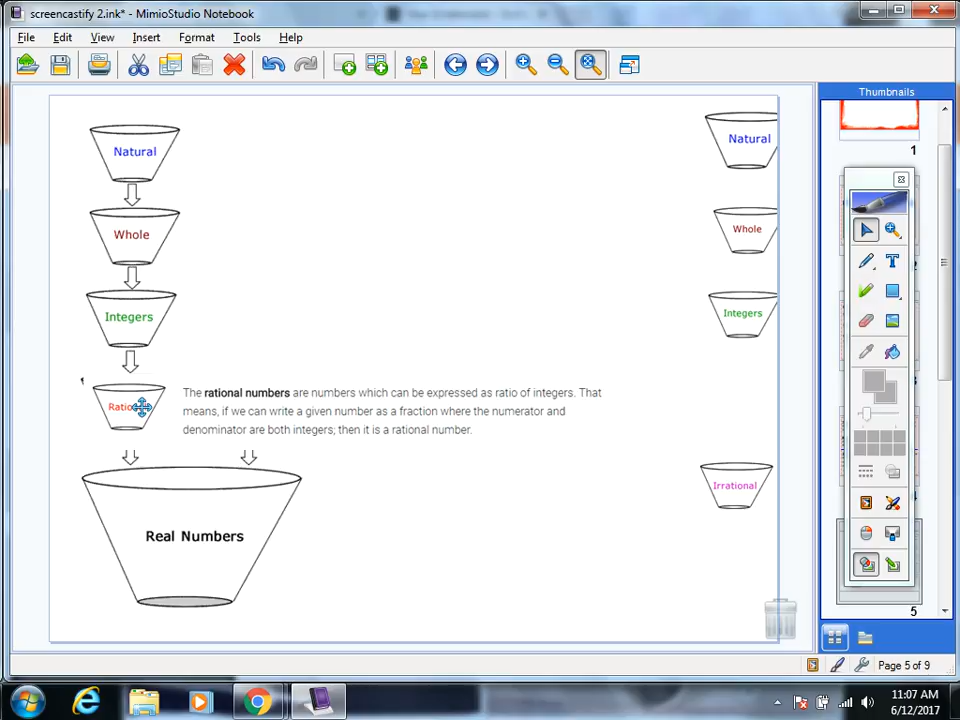 screencastify 2.ink* - MimioStudio Notebook
File Edit View Insert Format Tools Help
Thumbnails
1
Natural
Natural
Whole
Whole
Integers
Integers
The rational numbers are numbers which can be expressed as ratio of integers. That
means, if we can write a given number as a fraction where the numerator and
denominator are both integers; then it is a rational number.
Irrational
Real Numbers
5
Page 5 of 9
11:07 AM
6/12/2017